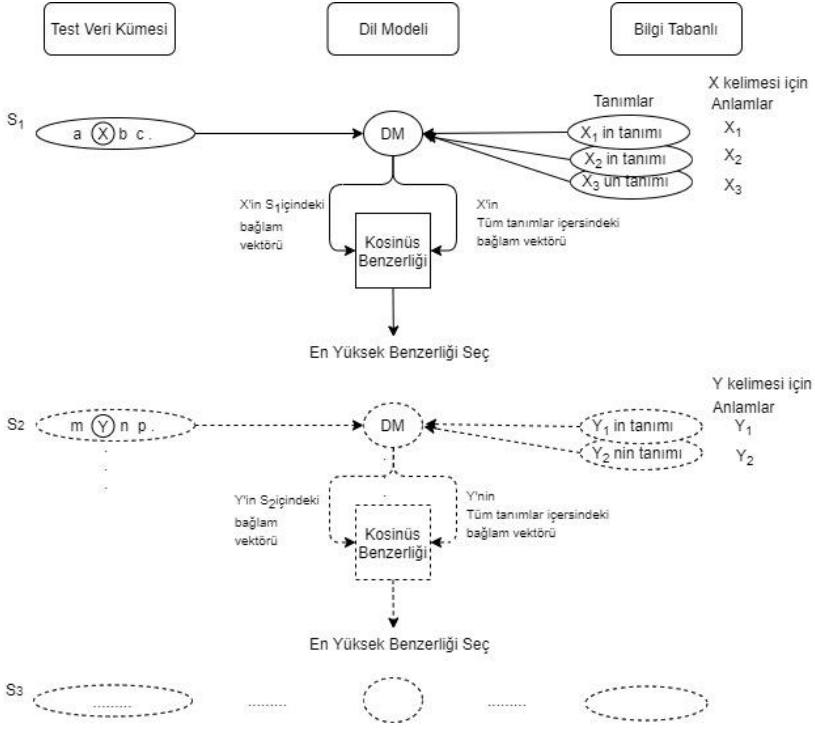 Test Veri Kümesi
Dil Modeli
Bilgi Tabanlı
X kelimesi için
Anlamlar
Tanımlar
S1
a X b c .
DM
X1 in tanımı
X1
X2 in tanımı
X2
X3 ün tanımı
X3
X'in S1içindeki
bağlam
vektörü
X'in
Tüm tanımlar içersindeki
bağlam vektörü
Kosinüs
Benzerliği
En Yüksek Benzerliği Seç
Y kelimesi için
Anlamlar
S2
m Y n p .
DM
Y1 in tanımı
Y1
Y2 nin tanımı
Y2
Y'in S2içindeki
bağlam
vektörü
Y'nin
Tüm tanımlar içersindeki
bağlam vektörü
Kosinüs
Benzerliği
En Yüksek Benzerliği Seç
S3
.........
.........
.........